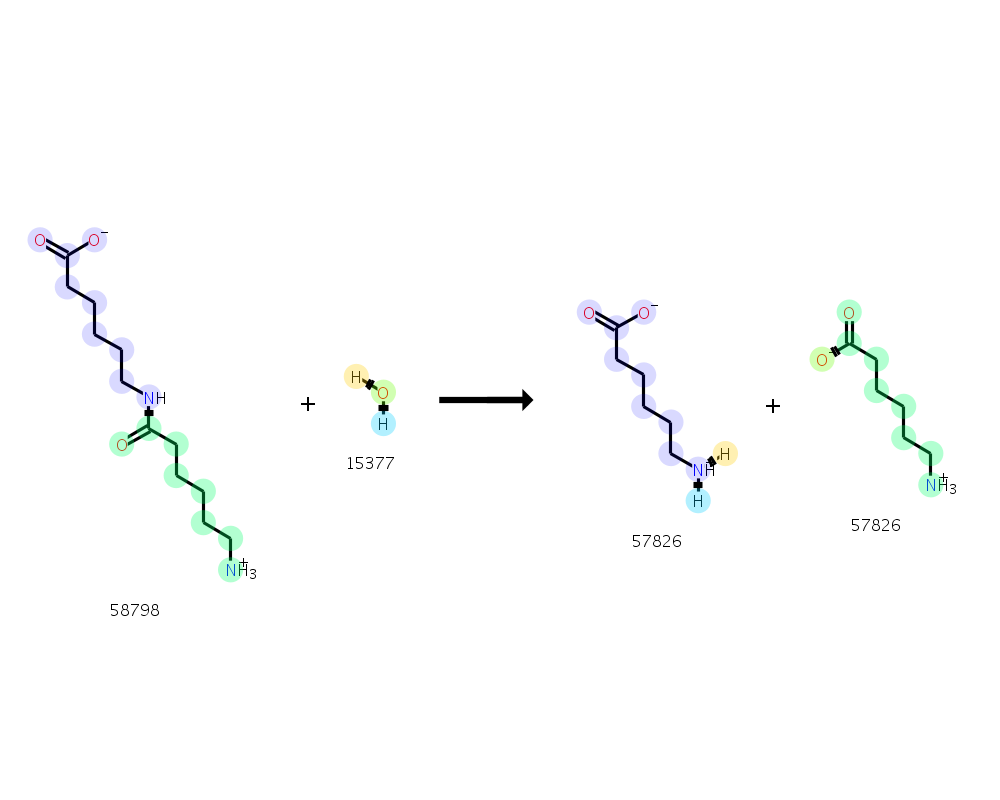 O O⁻
NH
O
NH₃⁺
58798
+
H
O
H
15377
O O⁻
NH⁺ H
H
57826
+
O
O⁻
NH₃⁺
57826